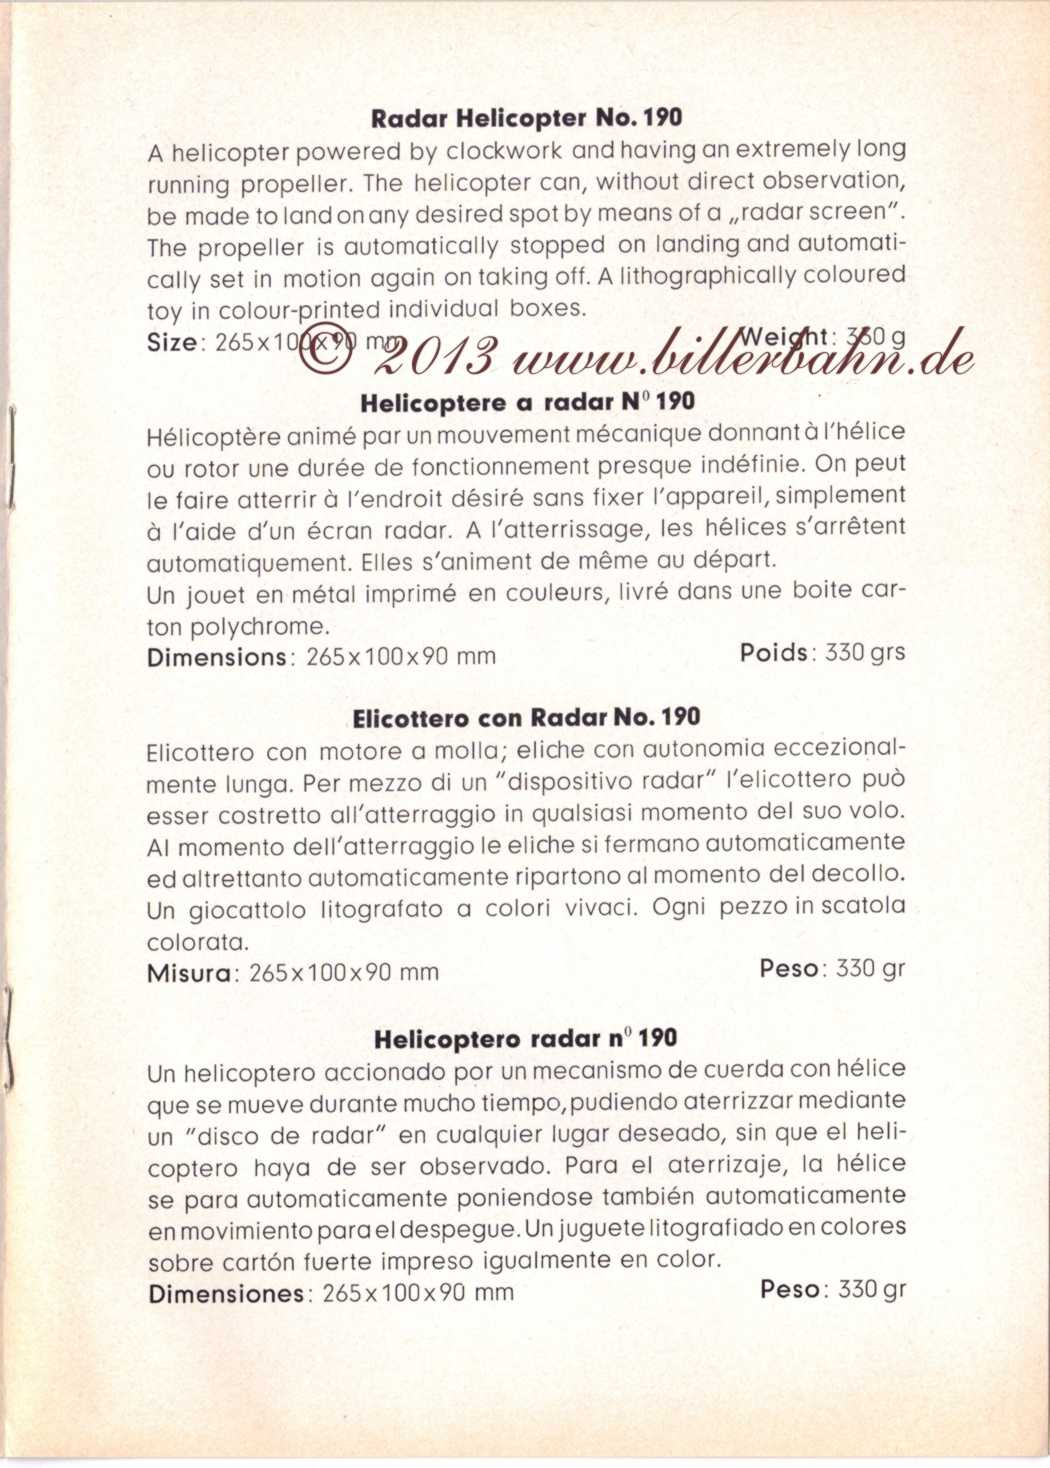 Radar Helicopter No. 190
A helicopter powered by clockwork and having an extremely long
running propeller. The helicopter can, without direct observation,
be made to land on any desired spot by means of a „radar screen".
The propeller is automatically stopped on landing and automati-
cally set in motion again on taking off. A lithographically coloured
toy in colour-printed individual boxes.
Size: 265x100x90 mm Weight: 330 g
© 2013 www.billerbahn.de
Helicoptere a radar N⁰ 190
Hélicoptère animé par un mouvement mécanique donnant à l'hélice
ou rotor une durée de fonctionnement presque indéfinie. On peut
le faire atterrir à l'endroit désiré sans fixer l'appareil, simplement
à l'aide d'un écran radar. A l'atterrissage, les hélices s'arrêtent
automatiquement. Elles s'animent de même au départ.
Un jouet en métal imprimé en couleurs, livré dans une boite car-
ton polychrome.
Dimensions: 265x100x90 mm Poids: 330 grs
Elicottero con Radar No. 190
Elicottero con motore a molla; eliche con autonomia eccezional-
mente lunga. Per mezzo di un "dispositivo radar" l'elicottero può
esser costretto all'atterraggio in qualsiasi momento del suo volo.
Al momento dell'atterraggio le eliche si fermano automaticamente
ed altrettanto automaticamente ripartono al momento del decollo.
Un giocattolo litografato a colori vivaci. Ogni pezzo in scatola
colorata.
Misura: 265x100x90 mm Peso: 330 gr
Helicoptero radar n⁰ 190
Un helicoptero accionado por un mecanismo de cuerda con hélice
que se mueve durante mucho tiempo, pudiendo aterrizzar mediante
un "disco de radar" en cualquier lugar deseado, sin que el heli-
coptero haya de ser observado. Para el aterrizaje, la hélice
se para automaticamente poniendose también automaticamente
en movimiento para el despegue. Un juguete litografiado en colores
sobre cartón fuerte impreso igualmente en color.
Dimensiones: 265x100x90 mm Peso: 330 gr